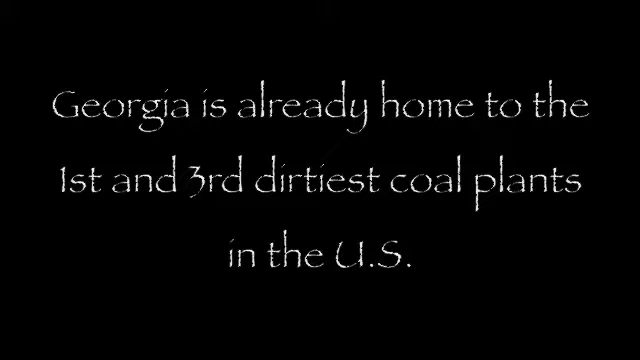 Georgia is already home to the
1st and 3rd dirtiest coal plants
in the U.S.